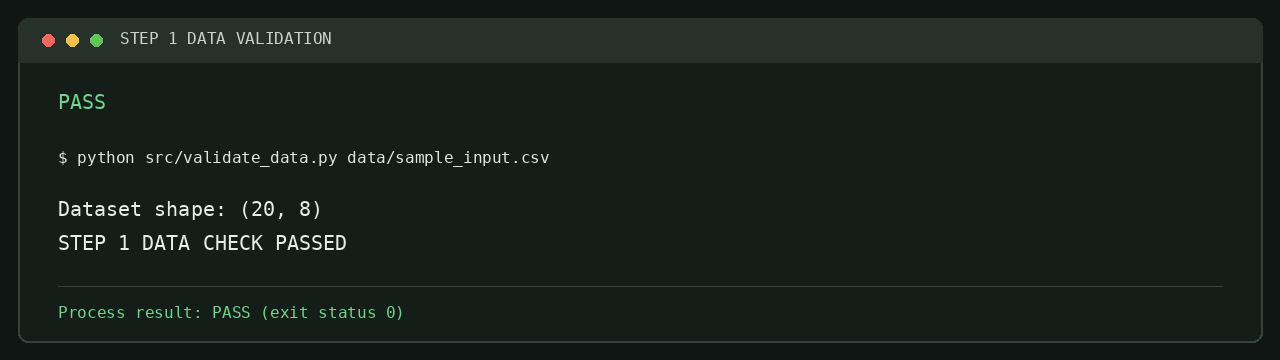 STEP 1 DATA VALIDATION
PASS
$ python src/validate_data.py data/sample_input.csv
Dataset shape: (20, 8)
STEP 1 DATA CHECK PASSED
Process result: PASS (exit status 0)